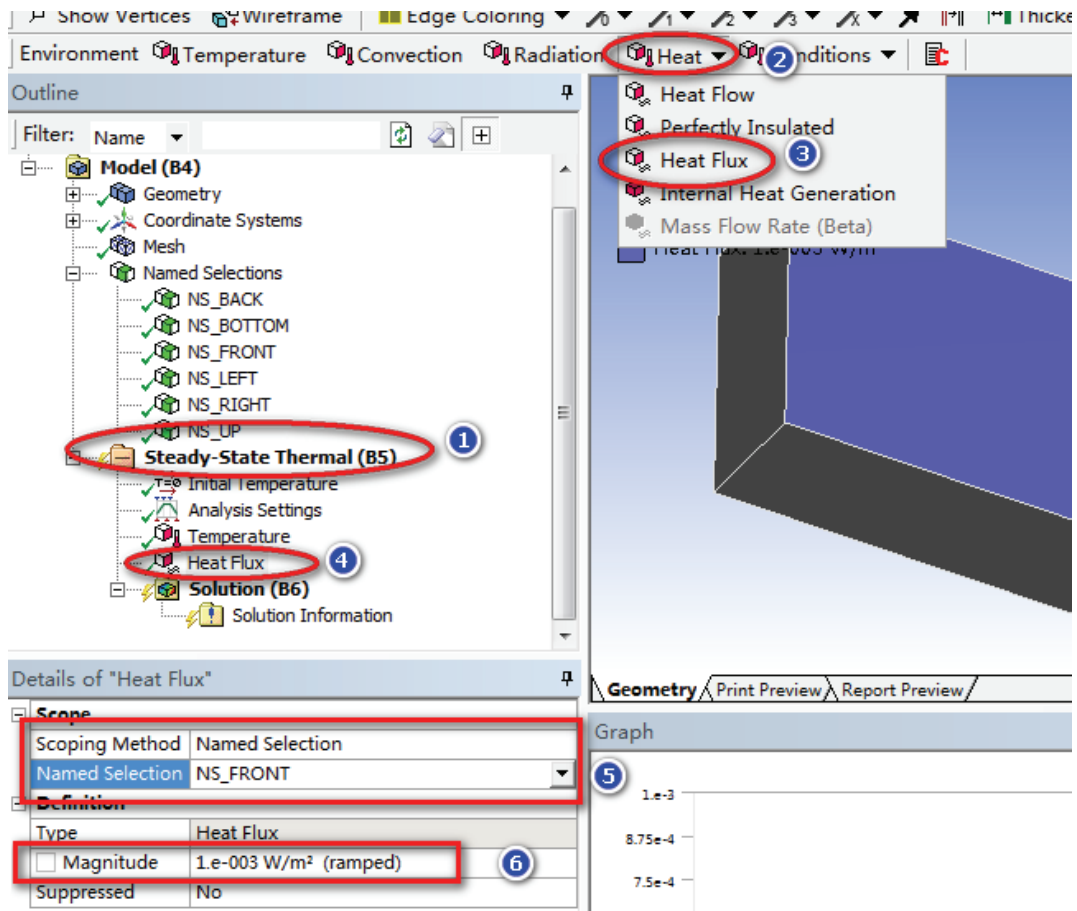 Show Vertices Wireframe Edge Coloring Thicke
Environment Temperature Convection Radiation Heat 2 nditions
Outline
Filter: Name
Model (B4)
Geometry
Coordinate Systems
Mesh
Named Selections
NS_BACK
NS_BOTTOM
NS_FRONT
NS_LEFT
NS_RIGHT
NS_UP
1
Steady-State Thermal (B5)
Initial Temperature
Analysis Settings
Temperature
Heat Flux 4
Solution (B6)
Solution Information
Heat Flow
Perfectly Insulated
Heat Flux 3
Internal Heat Generation
Mass Flow Rate (Beta)
Heat Flux: 1.e-003 W/m
Geometry Print Preview Report Preview
Details of "Heat Flux"
Scope
Scoping Method Named Selection
Named Selection NS_FRONT
5
Definition
Type Heat Flux
Magnitude 1.e-003 W/m² (ramped) 6
Suppressed No
Graph
1.e-3
8.75e-4
7.5e-4